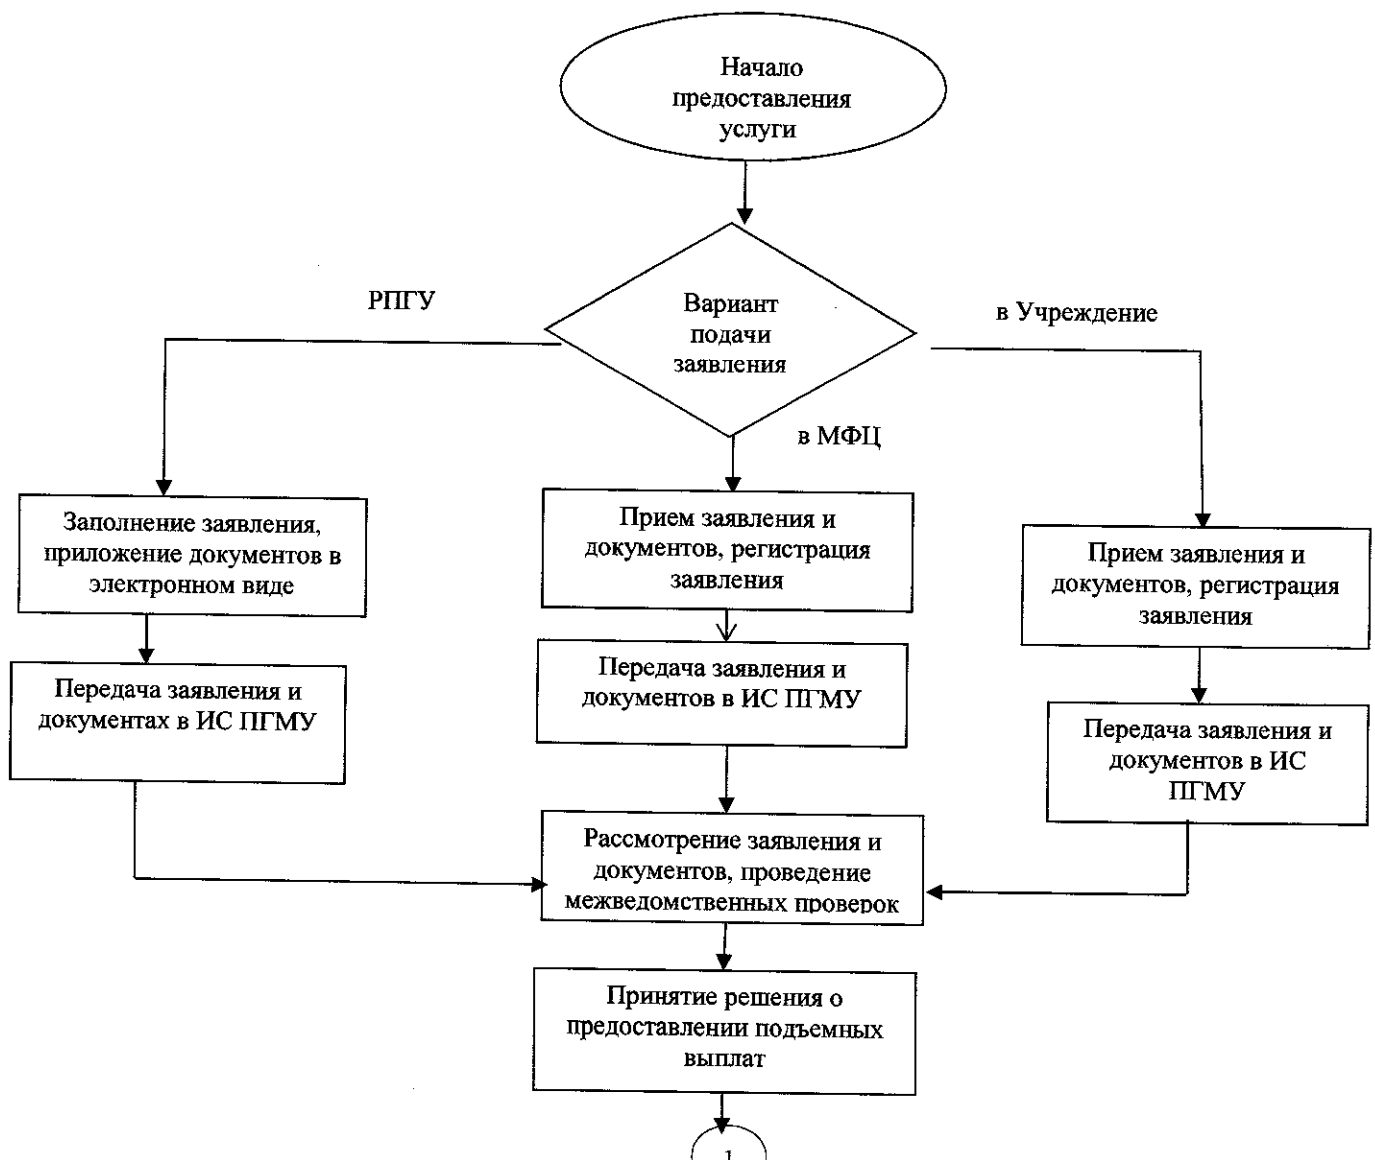 Начало
предоставления
услуги
РПГУ
Вариант
подачи
заявления
в Учреждение
в МФЦ
Заполнение заявления,
приложение документов в
электронном виде
Прием заявления и
документов, регистрация
заявления
Прием заявления и
документов, регистрация
заявления
Передача заявления и
документах в ИС ПГМУ
Передача заявления и
документов в ИС ПГМУ
Передача заявления и
документов в ИС
ПГМУ
Рассмотрение заявления и
документов, проведение
межведомственных проверок
Принятие решения о
предоставлении подъемных
выплат
1